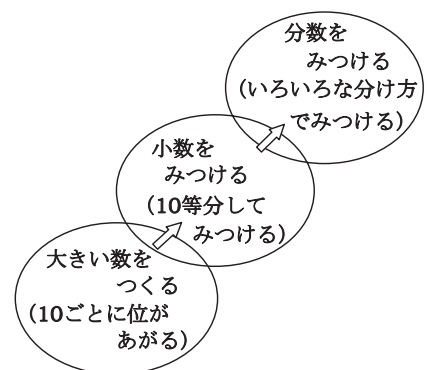 分数を
みつける
(いろいろな分け方
でみつける)
小数を
みつける
(10等分して
みつける)
大きい数を
つくる
(10ごとに位が
あがる)